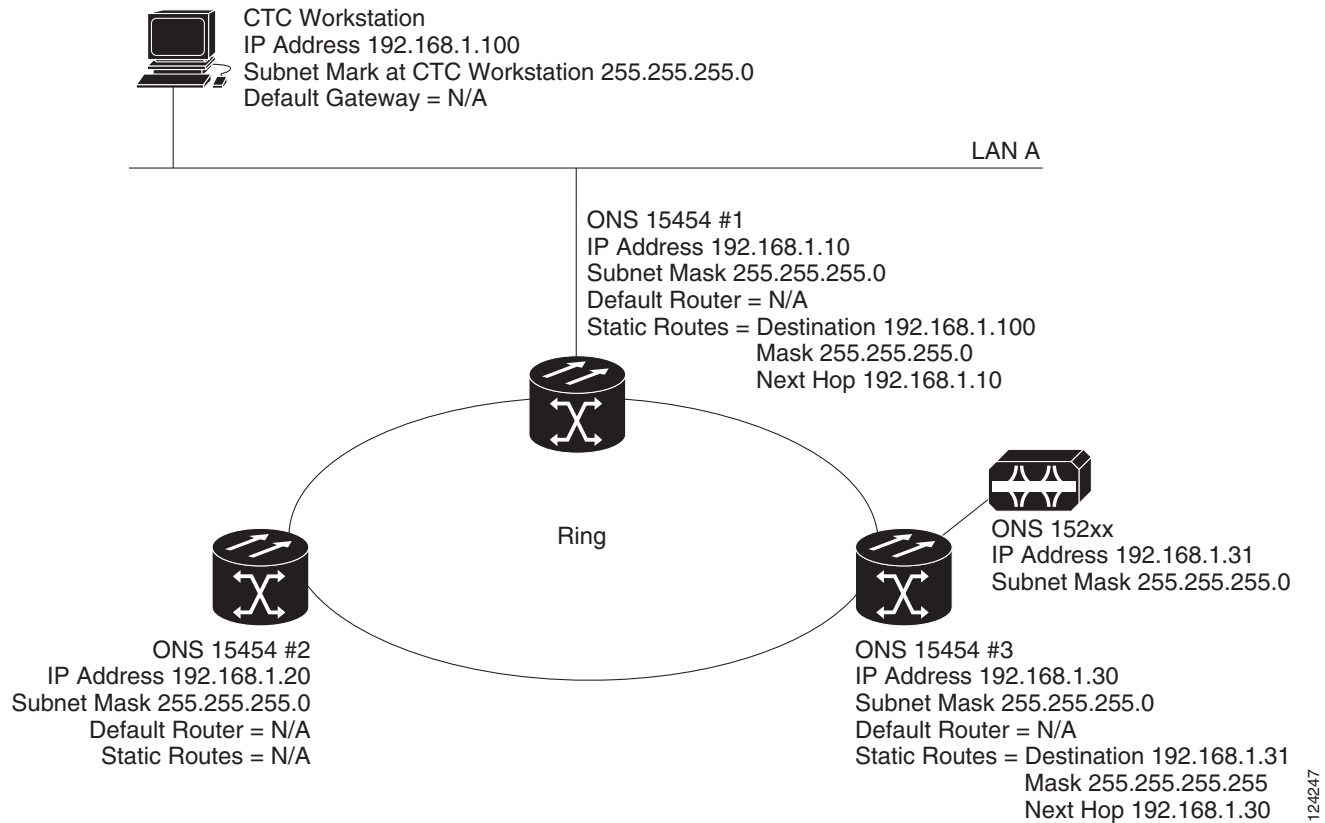 CTC Workstation
IP Address 192.168.1.100
Subnet Mark at CTC Workstation 255.255.255.0
Default Gateway = N/A
LAN A
ONS 15454 #1
IP Address 192.168.1.10
Subnet Mask 255.255.255.0
Default Router = N/A
Static Routes = Destination 192.168.1.100
Mask 255.255.255.0
Next Hop 192.168.1.10
Ring
ONS 152xx
IP Address 192.168.1.31
Subnet Mask 255.255.255.0
ONS 15454 #2
IP Address 192.168.1.20
Subnet Mask 255.255.255.0
Default Router = N/A
Static Routes = N/A
ONS 15454 #3
IP Address 192.168.1.30
Subnet Mask 255.255.255.0
Default Router = N/A
Static Routes = Destination 192.168.1.31
Mask 255.255.255.255
Next Hop 192.168.1.30
124247